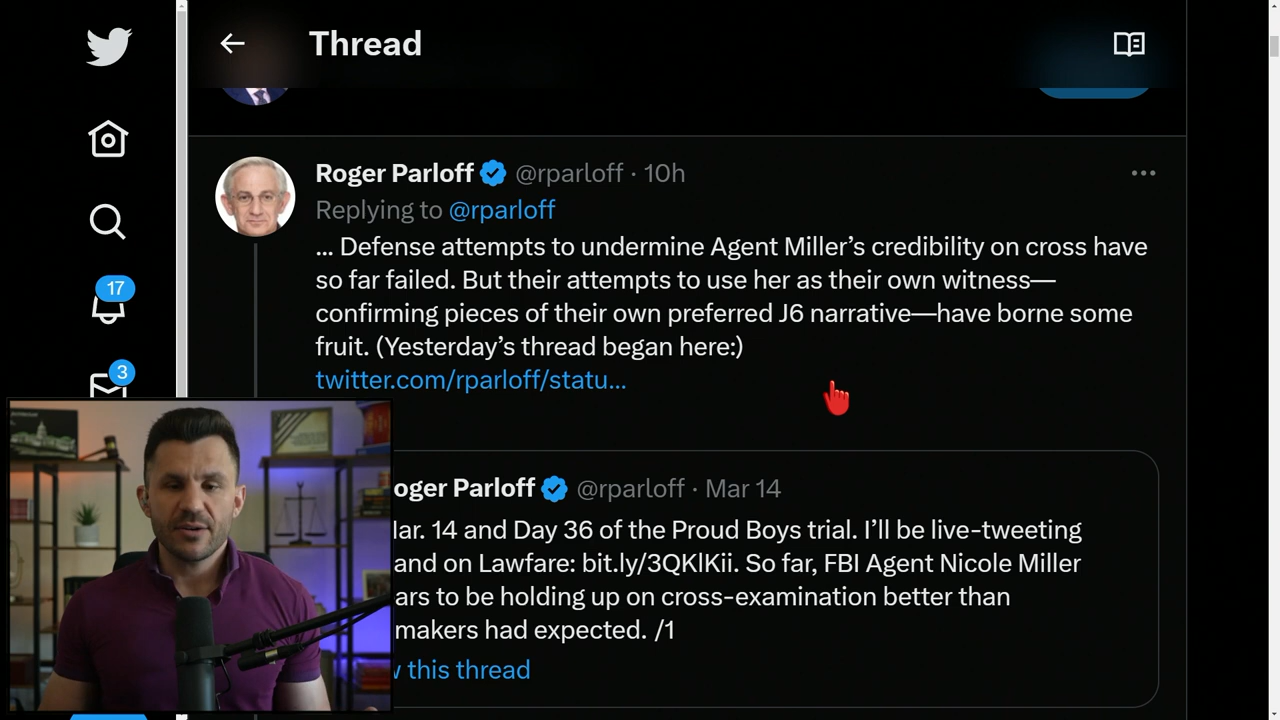 Thread
Roger Parloff @rparloff · 10h
Replying to @rparloff
... Defense attempts to undermine Agent Miller’s credibility on cross have
so far failed. But their attempts to use her as their own witness—
confirming pieces of their own preferred J6 narrative—have borne some
fruit. (Yesterday’s thread began here:)
twitter.com/rparloff/statu...
17
3
oger Parloff @rparloff · Mar 14
ar. 14 and Day 36 of the Proud Boys trial. I’ll be live-tweeting
and on Lawfare: bit.ly/3QKlKii. So far, FBI Agent Nicole Miller
ars to be holding up on cross-examination better than
makers had expected. /1
this thread